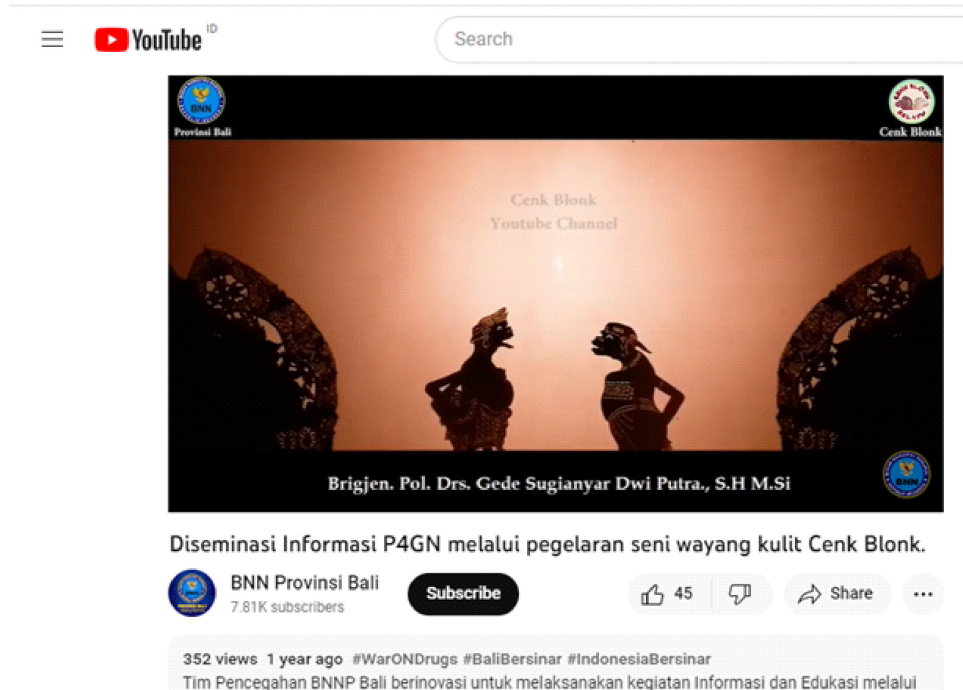 YouTube ID
Search
BNN
Provinsi Bali
Cenk Blonk
Cenk Blonk
Youtube Channel
BNN
Brigjen. Pol. Drs. Gede Sugianyar Dwi Putra., S.H M.Si
Diseminasi Informasi P4GN melalui pegelaran seni wayang kulit Cenk Blonk.
BNN Provinsi Bali
7.81K subscribers
Subscribe
45
Share
352 views 1 year ago #WarONDrugs #BaliBersinar #IndonesiaBersinar
Tim Pencegahan BNNP Bali berinovasi untuk melaksanakan kegiatan Informasi dan Edukasi melalui